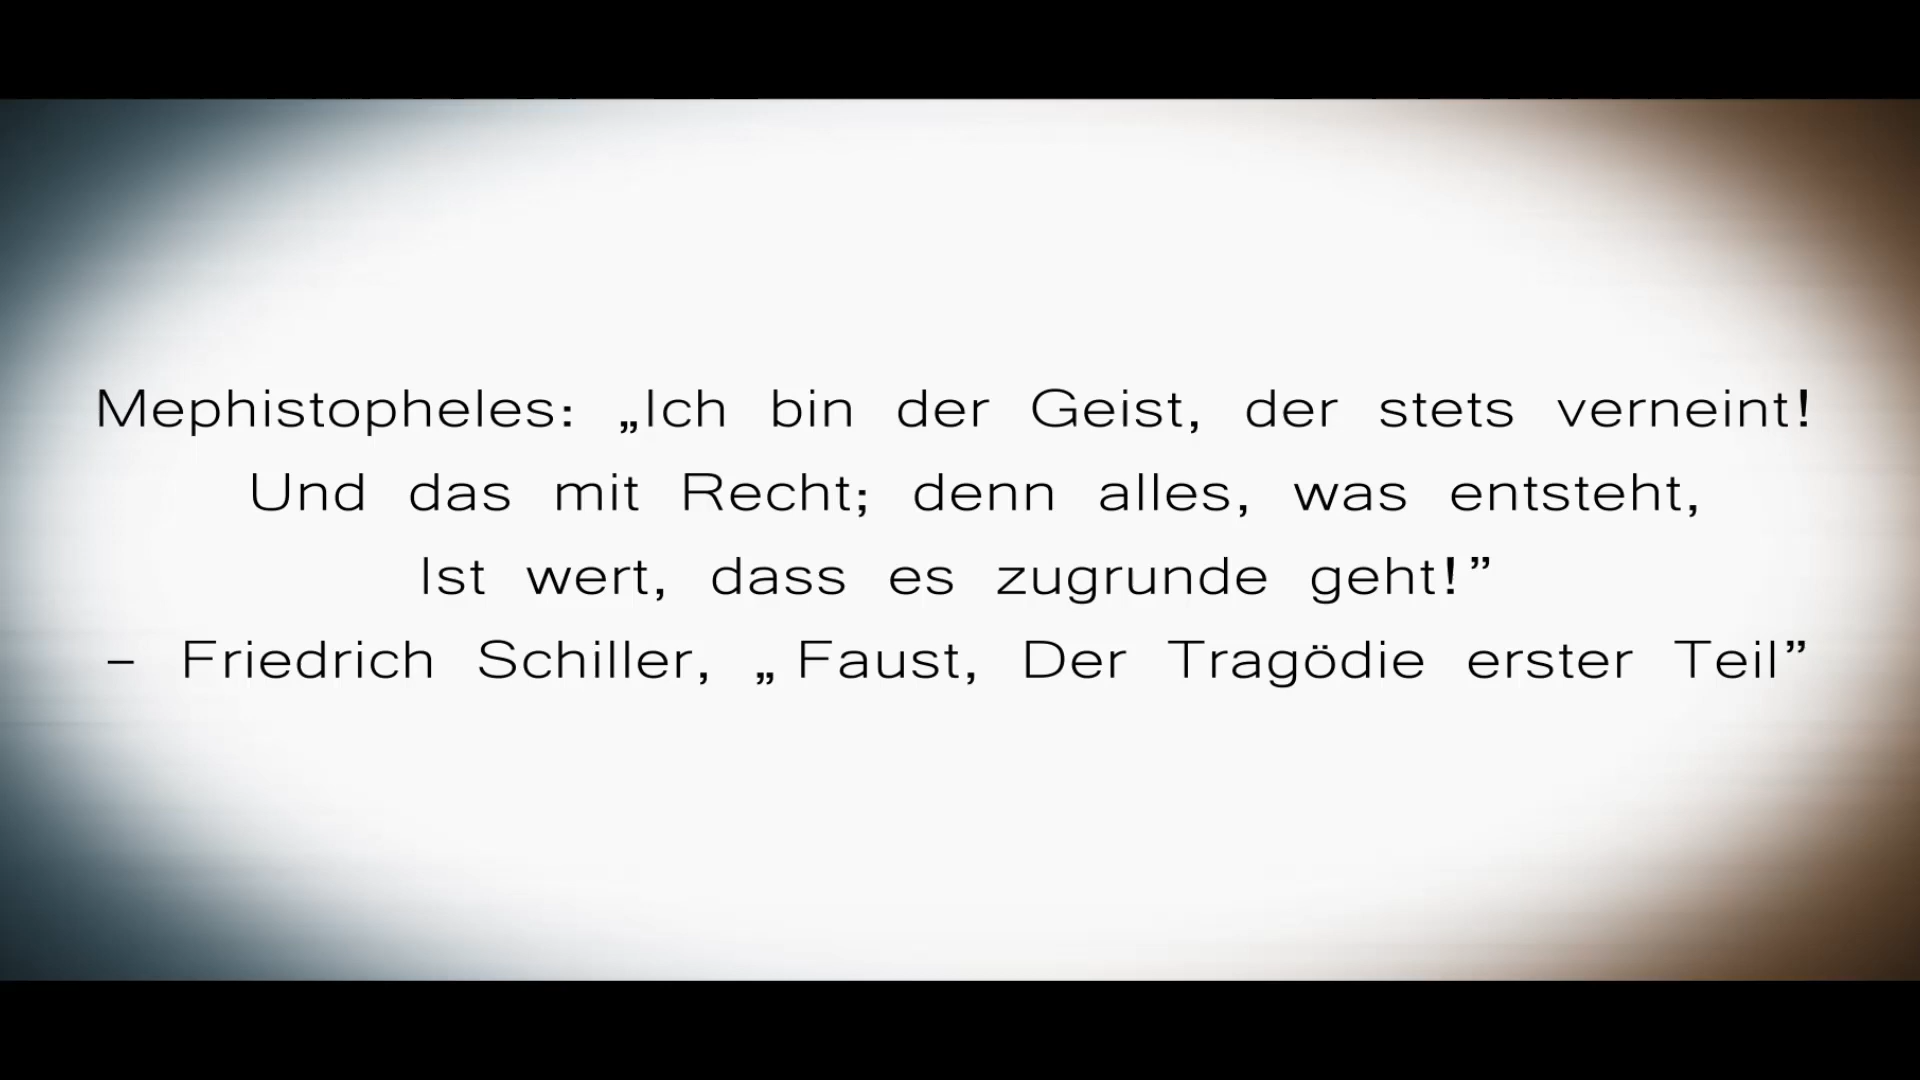 Mephistopheles: „Ich bin der Geist, der stets verneint!
Und das mit Recht; denn alles, was entsteht,
Ist wert, dass es zugrunde geht!”
– Friedrich Schiller, „ Faust, Der Tragödie erster Teil”